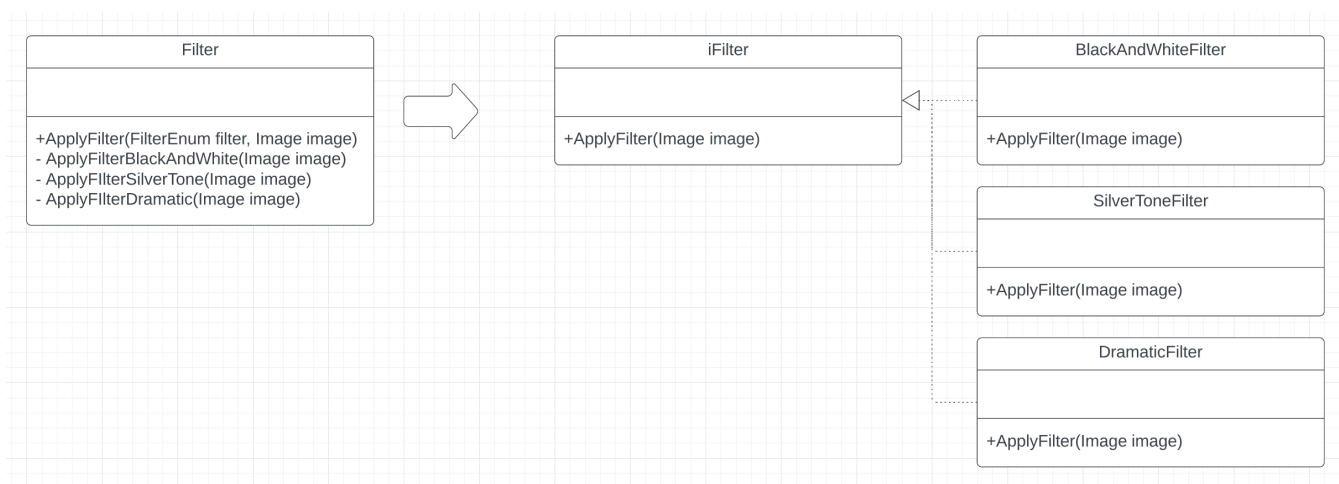 Filter
+ApplyFilter(FilterEnum filter, Image image)
- ApplyFilterBlackAndWhite(Image image)
- ApplyFIlterSilverTone(Image image)
- ApplyFIlterDramatic(Image image)
iFilter
+ApplyFilter(Image image)
BlackAndWhiteFilter
+ApplyFilter(Image image)
SilverToneFilter
+ApplyFilter(Image image)
DramaticFilter
+ApplyFilter(Image image)